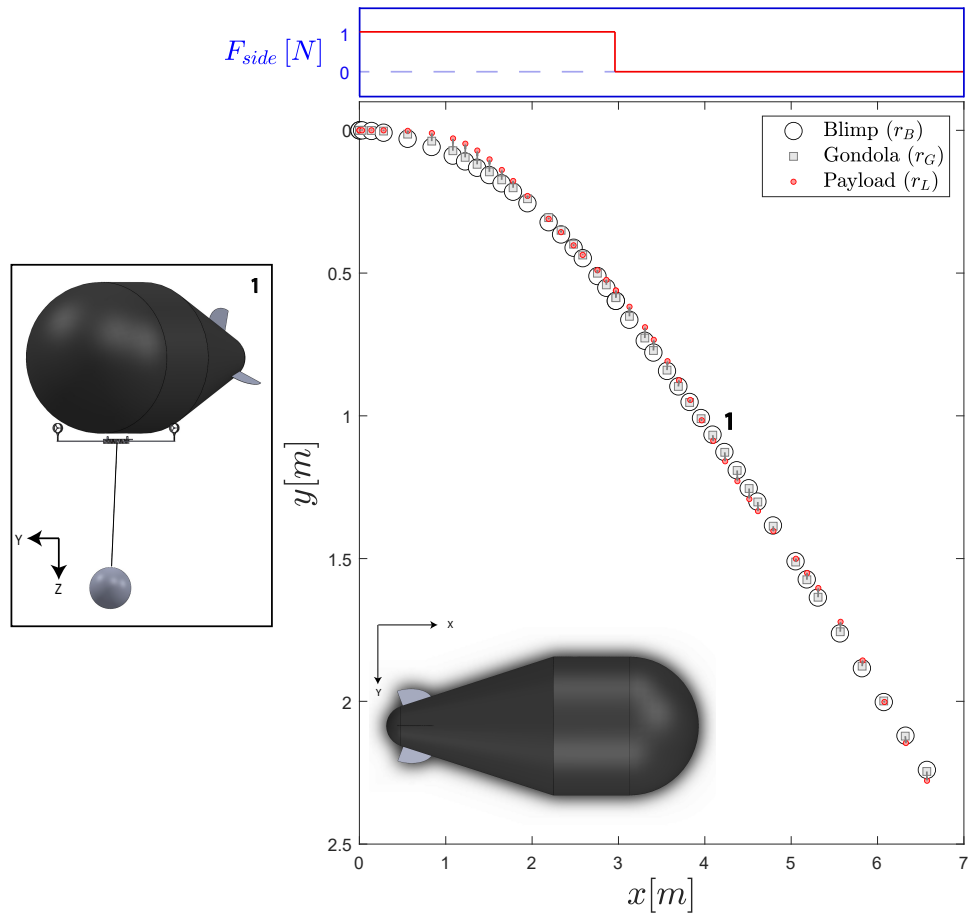 F_side [N]
1
0
Blimp (r_B)
Gondola (r_G)
Payload (r_L)
0
0.5
1
1.5
2
2.5
y[m]
1
1
Y
Z
X
Y
0 1 2 3 4 5 6 7
x[m]